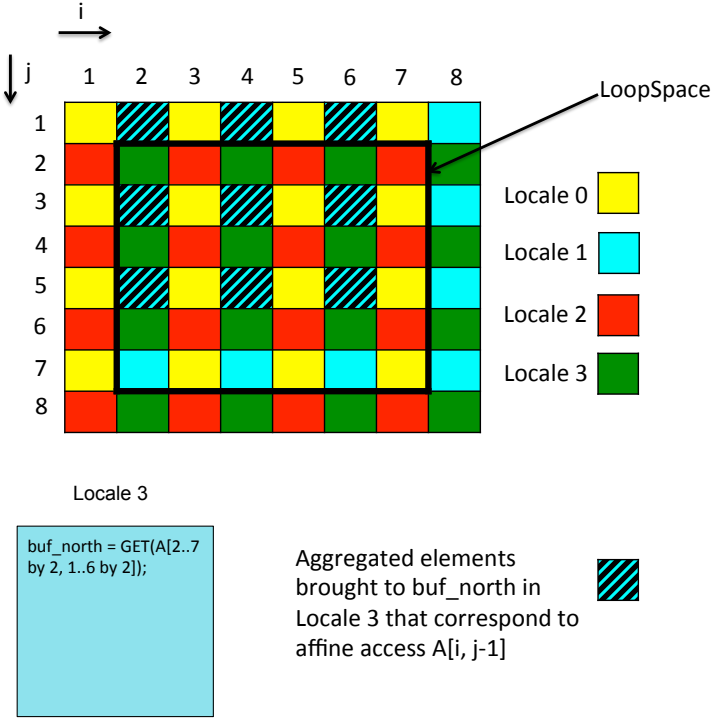 i
j
1 2 3 4 5 6 7 8
LoopSpace
1
2
3
4
5
6
7
8
Locale 0
Locale 1
Locale 2
Locale 3
Locale 3
buf_north = GET(A[2..7
by 2, 1..6 by 2]);
Aggregated elements
brought to buf_north in
Locale 3 that correspond to
affine access A[i, j-1]